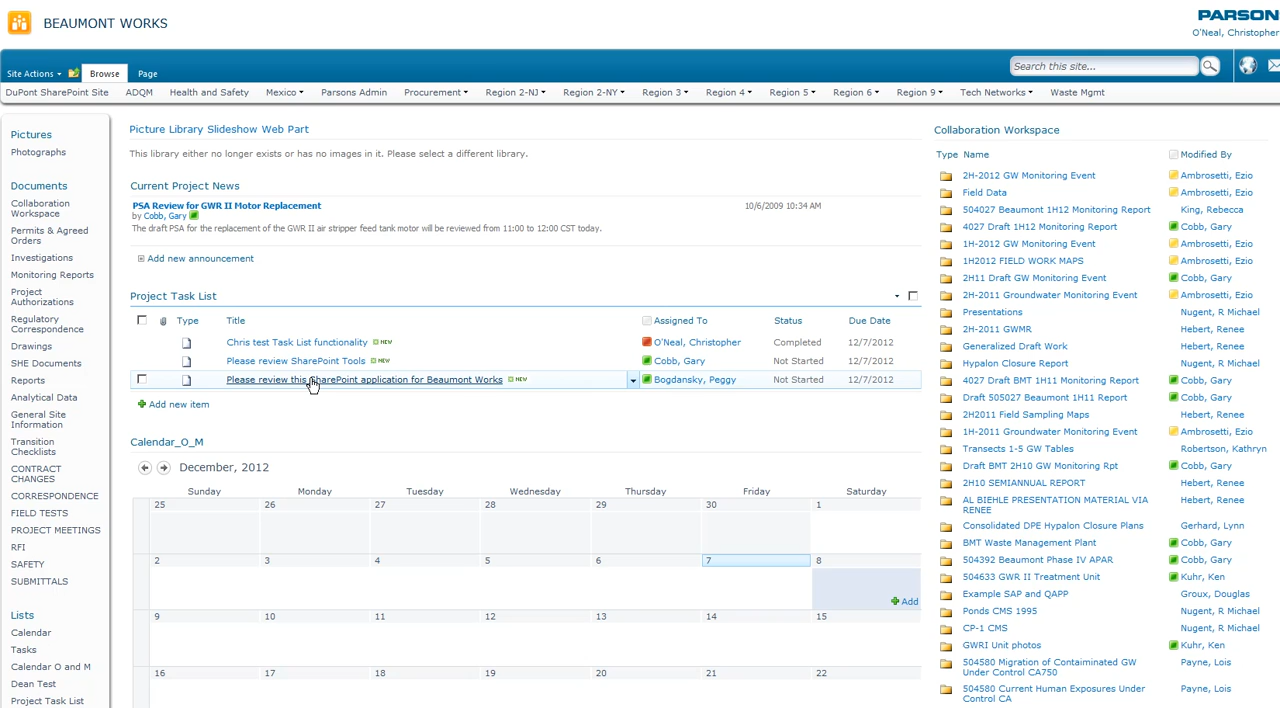 BEAUMONT WORKS
PARSON
O'Neal, Christopher
Site Actions
Browse
Page
Search this site...
DuPont SharePoint Site
ADQM
Health and Safety
Mexico
Parsons Admin
Procurement
Region 2-NJ
Region 2-NY
Region 3
Region 4
Region 5
Region 6
Region 9
Tech Networks
Waste Mgmt
Pictures
Photographs
Documents
Collaboration
Workspace
Permits & Agreed
Orders
Investigations
Monitoring Reports
Project
Authorizations
Regulatory
Correspondence
Drawings
SHE Documents
Reports
Analytical Data
General Site
Information
Transition
Checklists
CONTRACT
CHANGES
CORRESPONDENCE
FIELD TESTS
PROJECT MEETINGS
RFI
SAFETY
SUBMITTALS
Lists
Calendar
Tasks
Calendar O and M
Dean Test
Project Task List
Picture Library Slideshow Web Part
This library either no longer exists or has no images in it. Please select a different library.
Current Project News
PSA Review for GWR II Motor Replacement
10/6/2009 10:34 AM
by Cobb, Gary
The draft PSA for the replacement of the GWR II air stripper feed tank motor will be reviewed from 11:00 to 12:00 CST today.
Add new announcement
Project Task List
Type Title Assigned To Status Due Date
Chris test Task List functionality NEW O'Neal, Christopher Completed 12/7/2012
Please review SharePoint Tools NEW Cobb, Gary Not Started 12/7/2012
Please review this SharePoint application for Beaumont Works NEW Bogdansky, Peggy Not Started 12/7/2012
Add new item
Calendar_O_M
December, 2012
Sunday Monday Tuesday Wednesday Thursday Friday Saturday
25 26 27 28 29 30 1
2 3 4 5 6 7 8
Add
9 10 11 12 13 14 15
16 17 18 19 20 21 22
Collaboration Workspace
Type Name Modified By
2H-2012 GW Monitoring Event Ambrosetti, Ezio
Field Data Ambrosetti, Ezio
504027 Beaumont 1H12 Monitoring Report King, Rebecca
4027 Draft 1H12 Monitoring Report Cobb, Gary
1H-2012 GW Monitoring Event Ambrosetti, Ezio
1H2012 FIELD WORK MAPS Ambrosetti, Ezio
2H11 Draft GW Monitoring Event Cobb, Gary
2H-2011 Groundwater Monitoring Event Ambrosetti, Ezio
Presentations Nugent, R Michael
2H-2011 GWMR Hebert, Renee
Generalized Draft Work Hebert, Renee
Hypalon Closure Report Nugent, R Michael
4027 Draft BMT 1H11 Monitoring Report Cobb, Gary
Draft 505027 Beaumont 1H11 Report Cobb, Gary
2H2011 Field Sampling Maps Hebert, Renee
1H-2011 Groundwater Monitoring Event Ambrosetti, Ezio
Transects 1-5 GW Tables Robertson, Kathryn
Draft BMT 2H10 GW Monitoring Rpt Cobb, Gary
2H10 SEMIANNUAL REPORT Hebert, Renee
AL BIEHLE PRESENTATION MATERIAL VIA Hebert, Renee
RENEE
Consolidated DPE Hypalon Closure Plans Gerhard, Lynn
BMT Waste Management Plant Cobb, Gary
504392 Beaumont Phase IV APAR Cobb, Gary
504633 GWR II Treatment Unit Kuhr, Ken
Example SAP and QAPP Groux, Douglas
Ponds CMS 1995 Nugent, R Michael
CP-1 CMS Nugent, R Michael
GWRI Unit photos Kuhr, Ken
504580 Migration of Contaiminated GW Payne, Lois
Under Control CA750
504580 Current Human Exposures Under Payne, Lois
Control CA